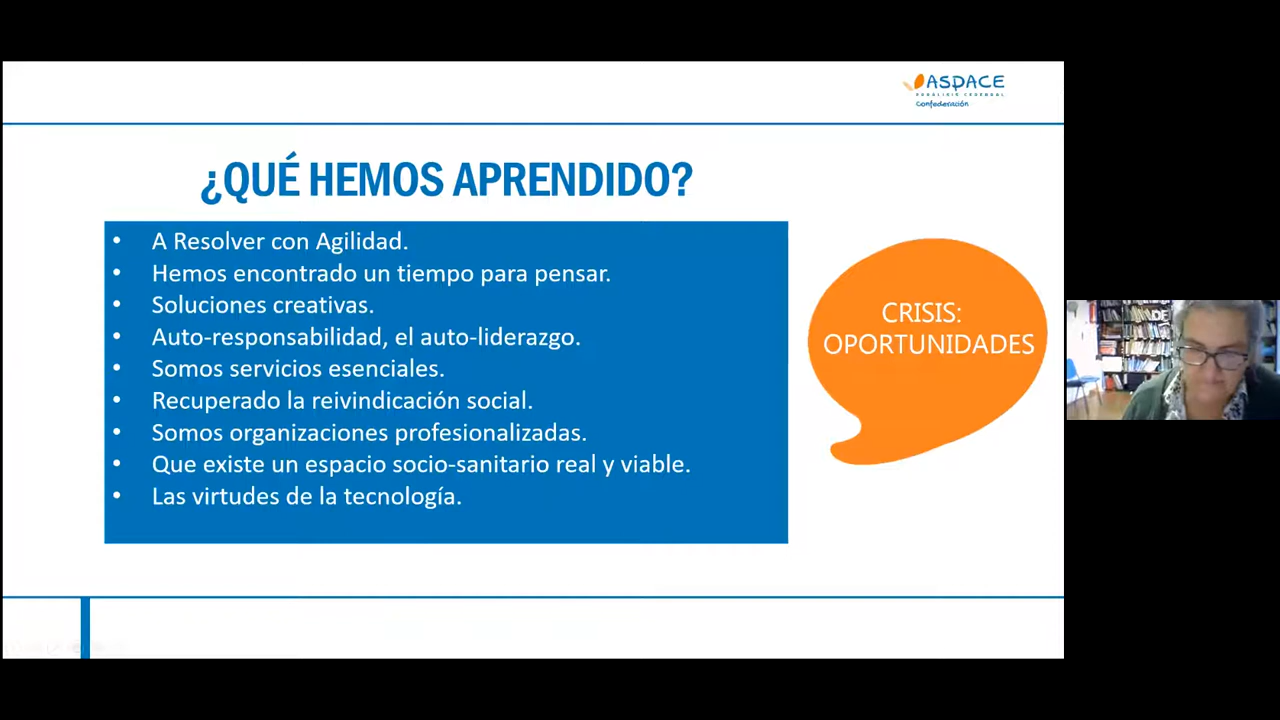 ASPACE
PARÁLISIS CEREBRAL
Confederación
¿QUÉ HEMOS APRENDIDO?
• A Resolver con Agilidad.
• Hemos encontrado un tiempo para pensar.
• Soluciones creativas.
• Auto-responsabilidad, el auto-liderazgo.
• Somos servicios esenciales.
• Recuperado la reivindicación social.
• Somos organizaciones profesionalizadas.
• Que existe un espacio socio-sanitario real y viable.
• Las virtudes de la tecnología.
CRISIS:
OPORTUNIDADES